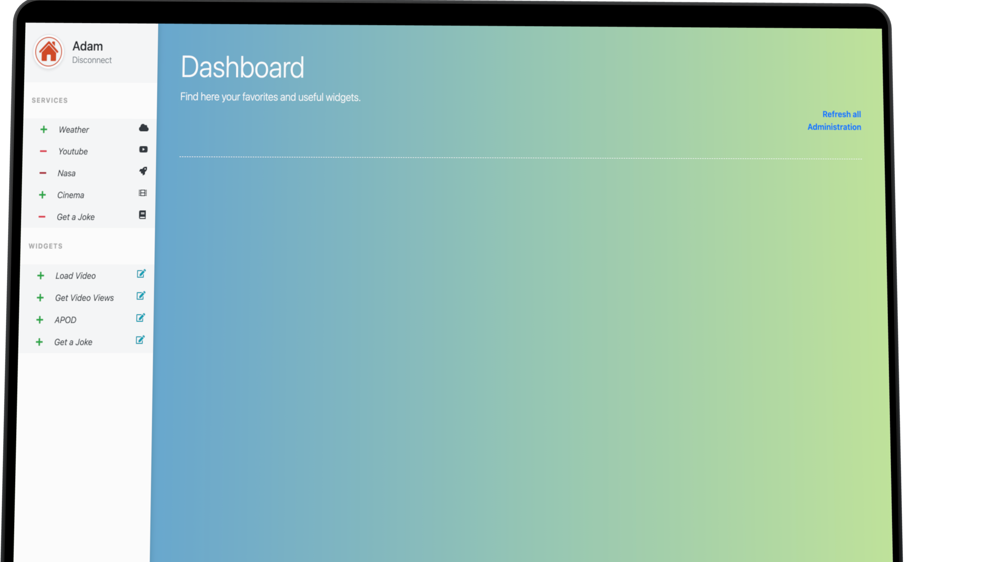 Adam
Disconnect
SERVICES
Weather
Youtube
Nasa
Cinema
Get a Joke
WIDGETS
Load Video
Get Video Views
APOD
Get a Joke
Dashboard
Find here your favorites and useful widgets.
Refresh all
Administration